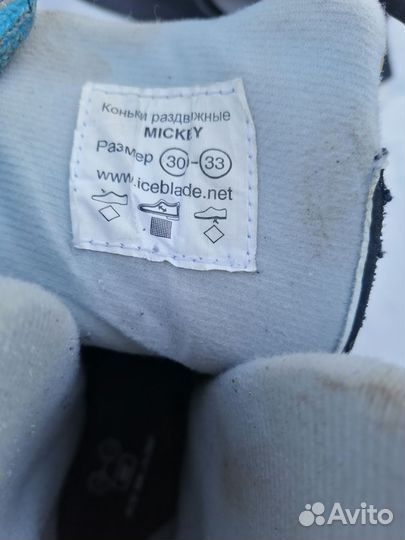 Коньки раздвижные
MICKEY
Размер 30-33
www.iceblade.net
Avito